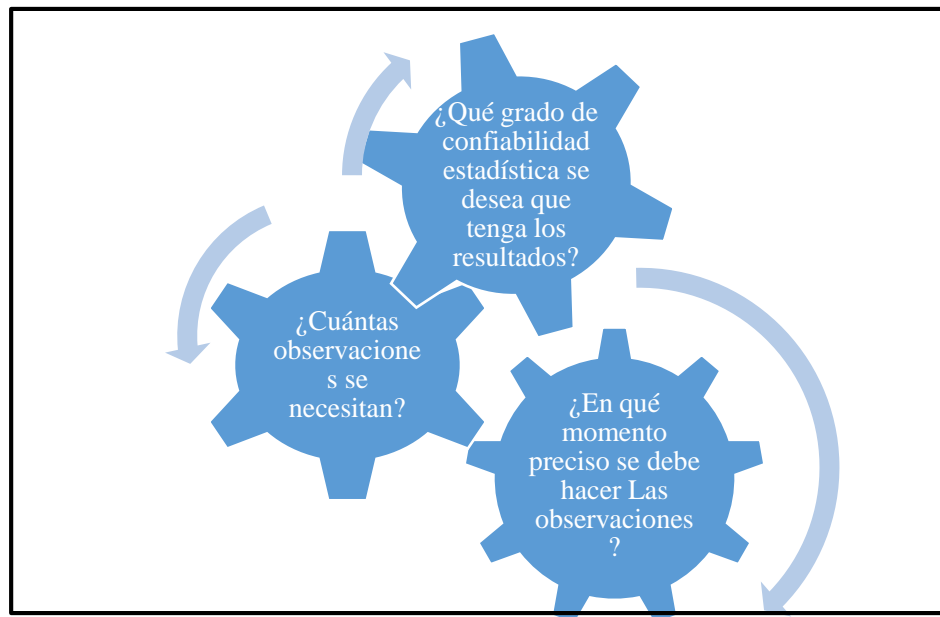 ¿Qué grado de
confiabilidad
estadística se
desea que
tenga los
resultados?
¿Cuántas
observacione
s se
necesitan?
¿En qué
momento
preciso se debe
hacer Las
observaciones
?